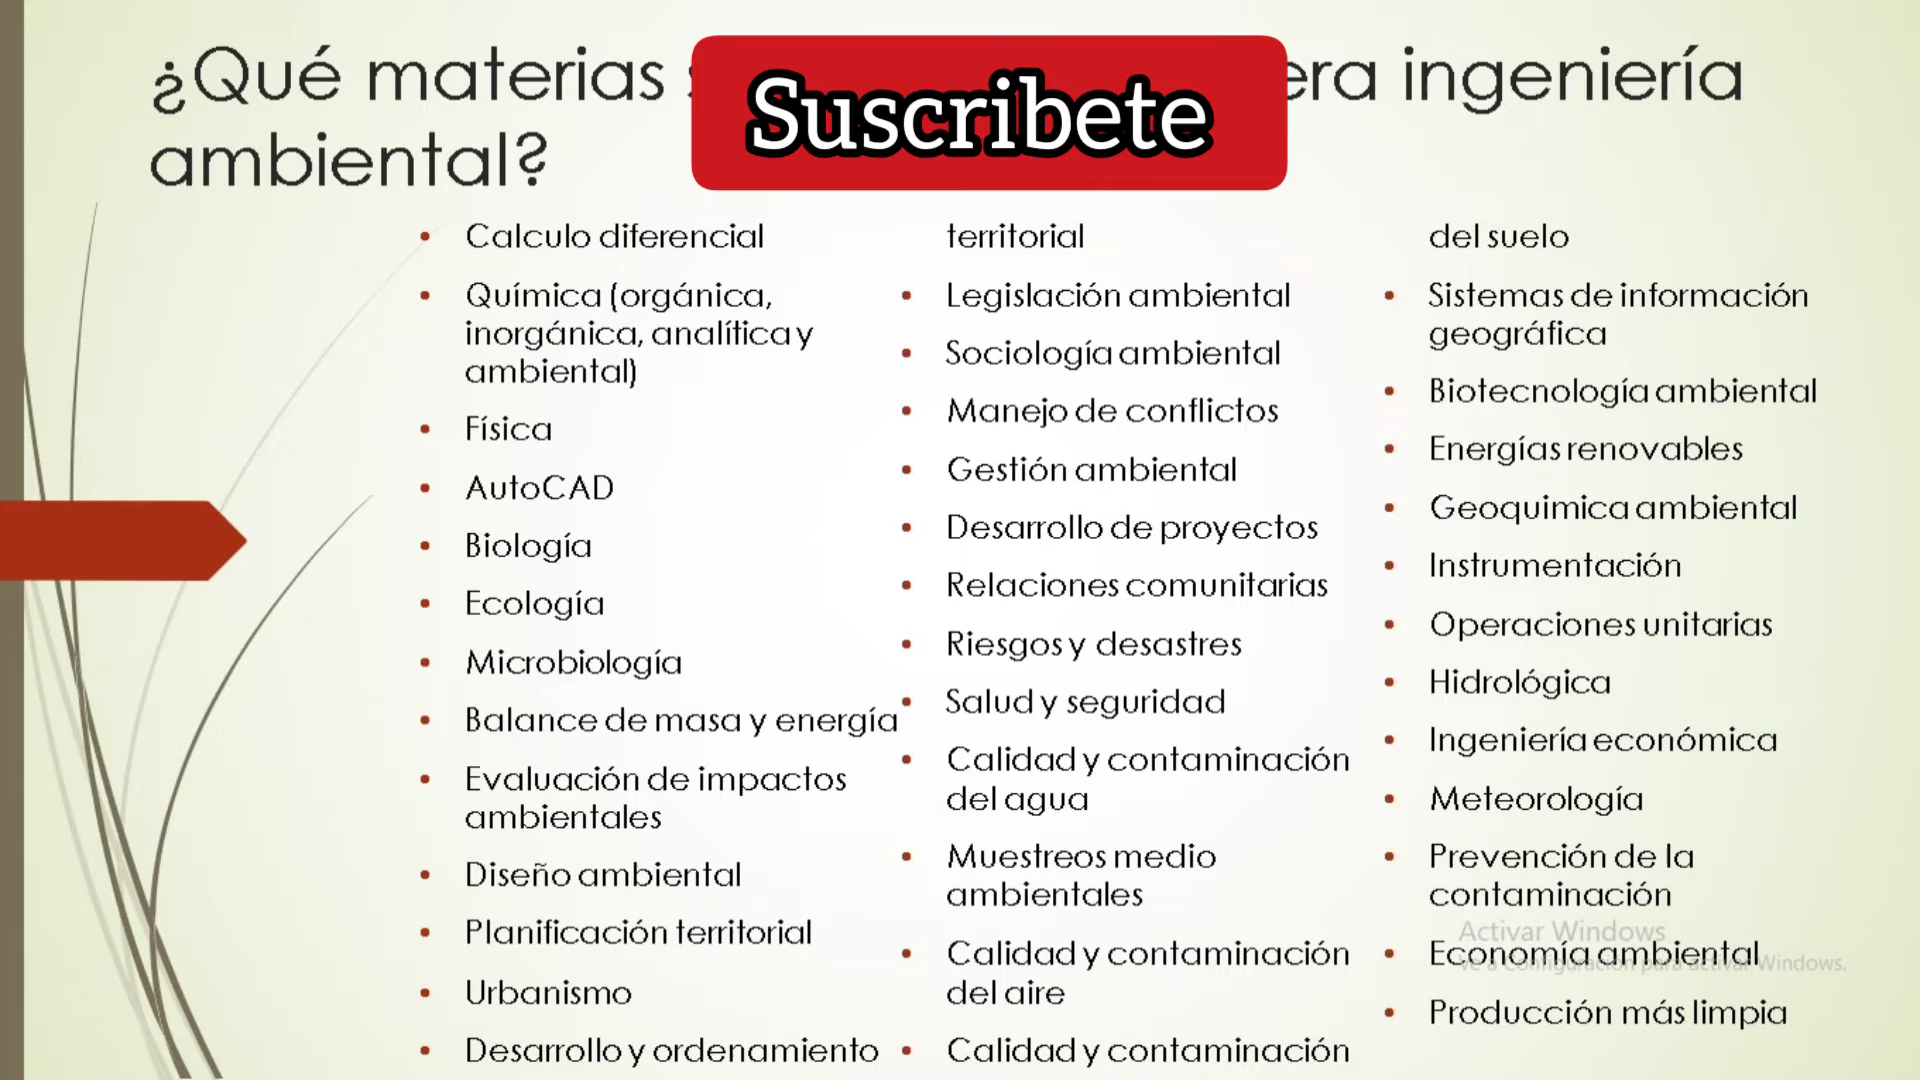 ¿Qué materias
era ingeniería
ambiental?
Suscribete
• Calculo diferencial
• Química (orgánica,
inorgánica, analítica y
ambiental)
• Física
• AutoCAD
• Biología
• Ecología
• Microbiología
• Balance de masa y energía
• Evaluación de impactos
ambientales
• Diseño ambiental
• Planificación territorial
• Urbanismo
• Desarrollo y ordenamiento
territorial
• Legislación ambiental
• Sociología ambiental
• Manejo de conflictos
• Gestión ambiental
• Desarrollo de proyectos
• Relaciones comunitarias
• Riesgos y desastres
• Salud y seguridad
• Calidad y contaminación
del agua
• Muestreos medio
ambientales
• Calidad y contaminación
del aire
• Calidad y contaminación
del suelo
• Sistemas de información
geográfica
• Biotecnología ambiental
• Energías renovables
• Geoquimica ambiental
• Instrumentación
• Operaciones unitarias
• Hidrológica
• Ingeniería económica
• Meteorología
• Prevención de la
contaminación
• Economía ambiental
• Producción más limpia
Activar Windows
Ve a Configuración para activar Windows.